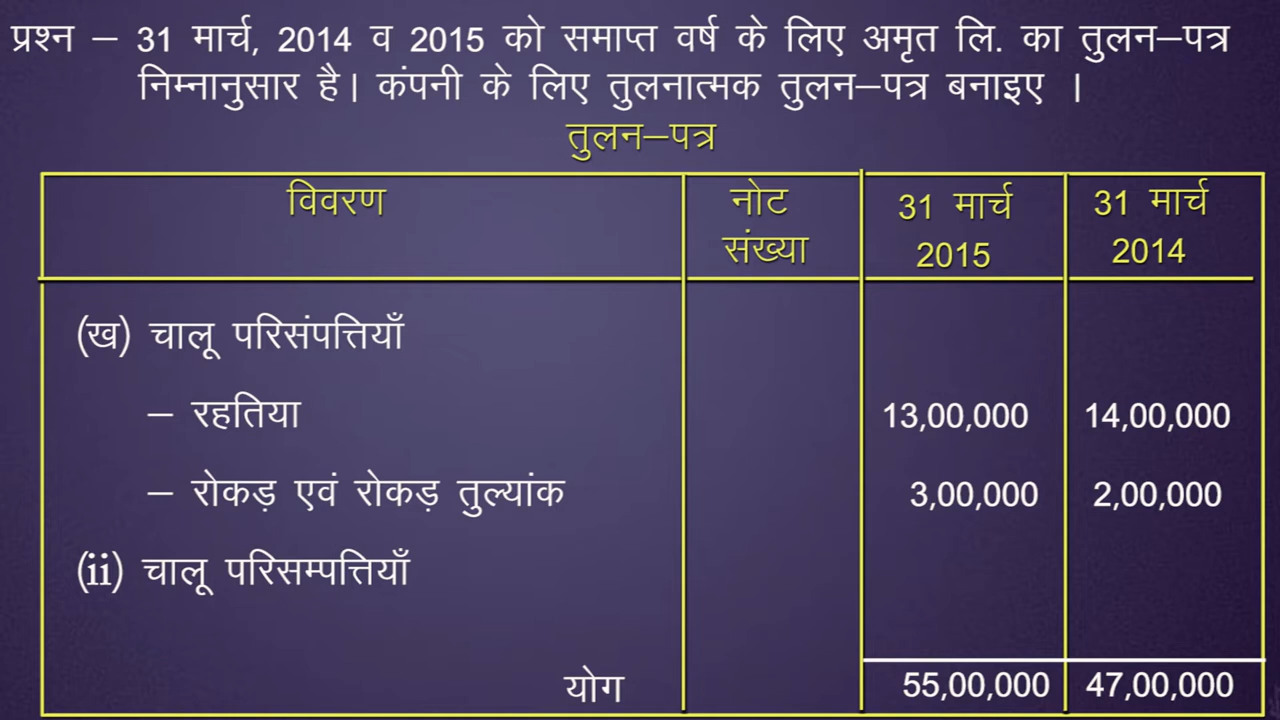 प्रश्न – 31 मार्च, 2014 व 2015 को समाप्त वर्ष के लिए अमृत लि. का तुलन–पत्र
निम्नानुसार है। कंपनी के लिए तुलनात्मक तुलन–पत्र बनाइए ।
तुलन–पत्र
विवरण नोट संख्या 31 मार्च 2015 31 मार्च 2014
(ख) चालू परिसंपत्तियाँ
– रहतिया 13,00,000 14,00,000
– रोकड़ एवं रोकड़ तुल्यांक 3,00,000 2,00,000
(ii) चालू परिसम्पत्तियाँ
योग 55,00,000 47,00,000